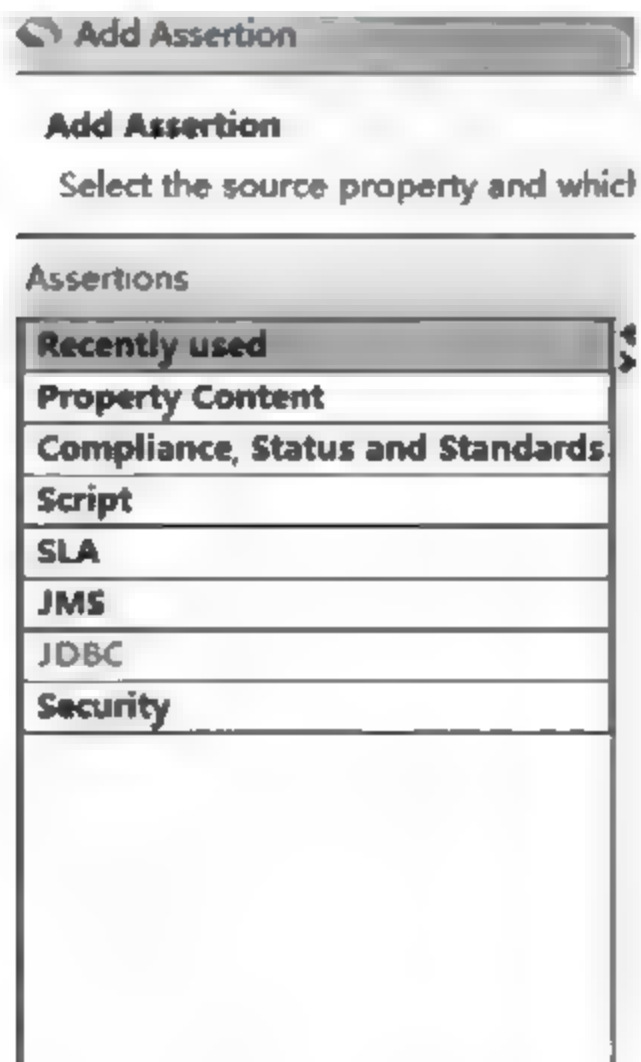 Add Assertion
Add Assertion
Select the source property and which
Assertions
Recently used
Property Content
Compliance, Status and Standards
Script
SLA
JMS
JDBC
Security